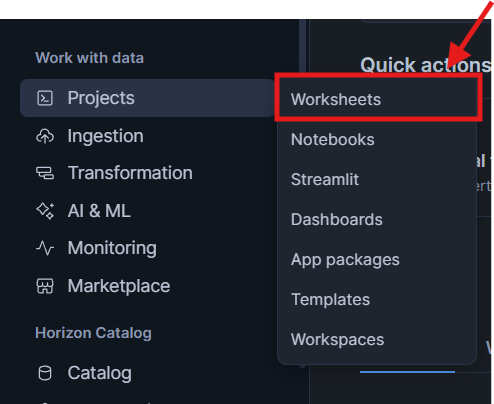 Work with data
Projects
Ingestion
Transformation
AI & ML
Monitoring
Marketplace
Horizon Catalog
Catalog
Quick actions
Worksheets
Notebooks
Streamlit
Dashboards
App packages
Templates
Workspaces